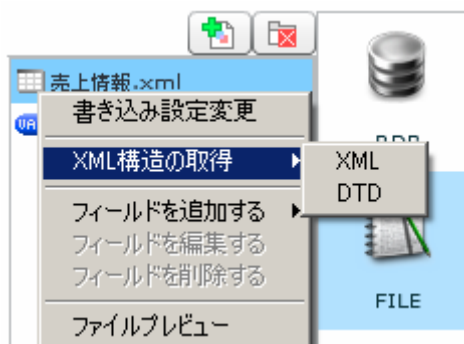 売上情報.xml
VA
書き込み設定変更
XML構造の取得
XML
DTD
フィールドを追加する
フィールドを編集する
フィールドを削除する
FILE
ファイルプレビュー